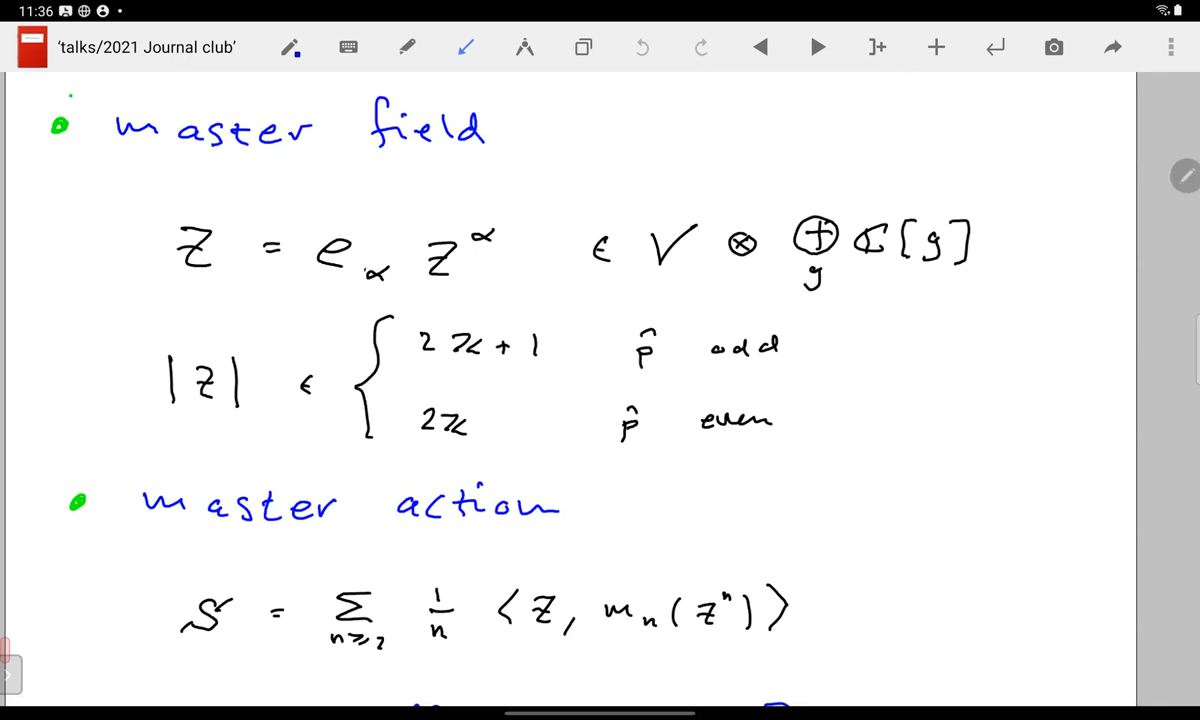 11:36
'talks/2021 Journal club'
master field
Z = e_α z^α ∈ V ⊗ ⊕_g ℂ[g]
|z| ∈ { 2ℤ + 1 p̂ odd
2ℤ p̂ even
master action
S = Σ_{n≥2} 1/n ⟨Z, m_n(Z^n)⟩